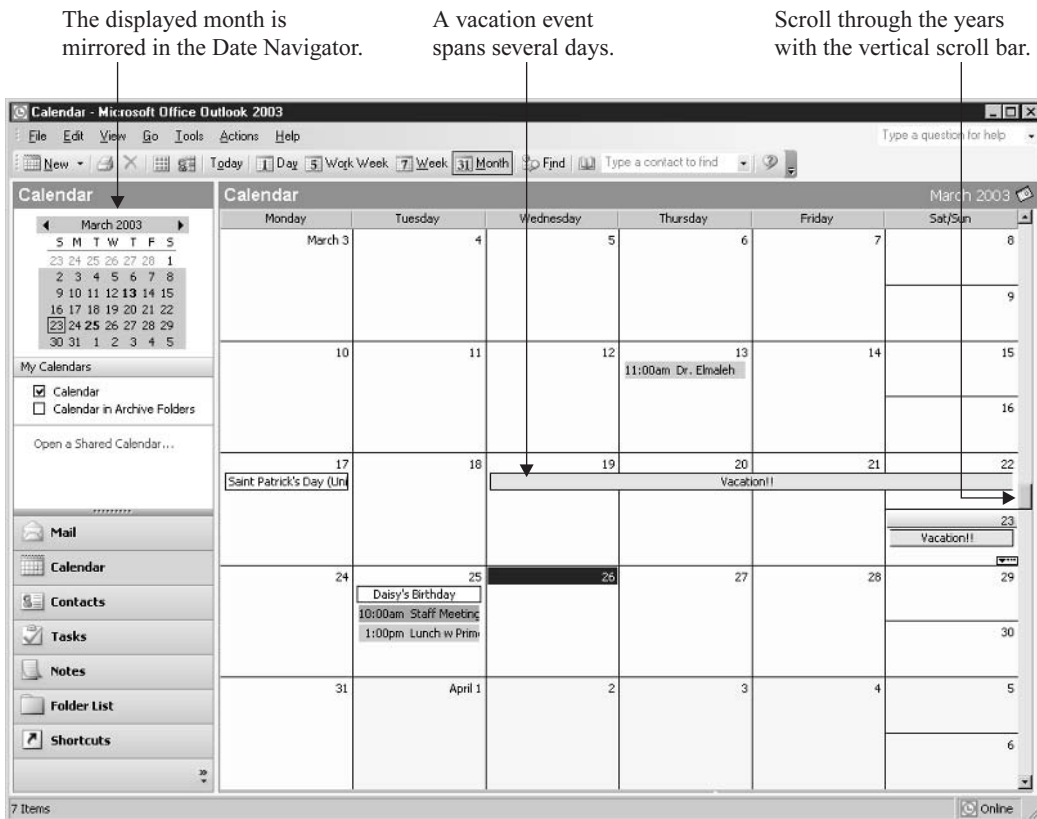 The displayed month is
mirrored in the Date Navigator.
A vacation event
spans several days.
Scroll through the years
with the vertical scroll bar.
Calendar - Microsoft Office Outlook 2003
File Edit View Go Tools Actions Help
Type a question for help
New Today 1 Day 5 Work Week 7 Week 31 Month Find Type a contact to find
Calendar
March 2003
S M T W T F S
23 24 25 26 27 28 1
2 3 4 5 6 7 8
9 10 11 12 13 14 15
16 17 18 19 20 21 22
23 24 25 26 27 28 29
30 31 1 2 3 4 5
My Calendars
Calendar
Calendar in Archive Folders
Open a Shared Calendar...
Mail
Calendar
Contacts
Tasks
Notes
Folder List
Shortcuts
Calendar March 2003
Monday Tuesday Wednesday Thursday Friday Sat/Sun
March 3 4 5 6 7 8
9
10 11 12 13 14 15
11:00am Dr. Elmaleh
16
17 18 19 20 21 22
Saint Patrick's Day (Uni
Vacation!!
23
Vacation!!
24 25 26 27 28 29
Daisy's Birthday
10:00am Staff Meeting
1:00pm Lunch w Prim
30
31 April 1 2 3 4 5
6
7 Items
Online